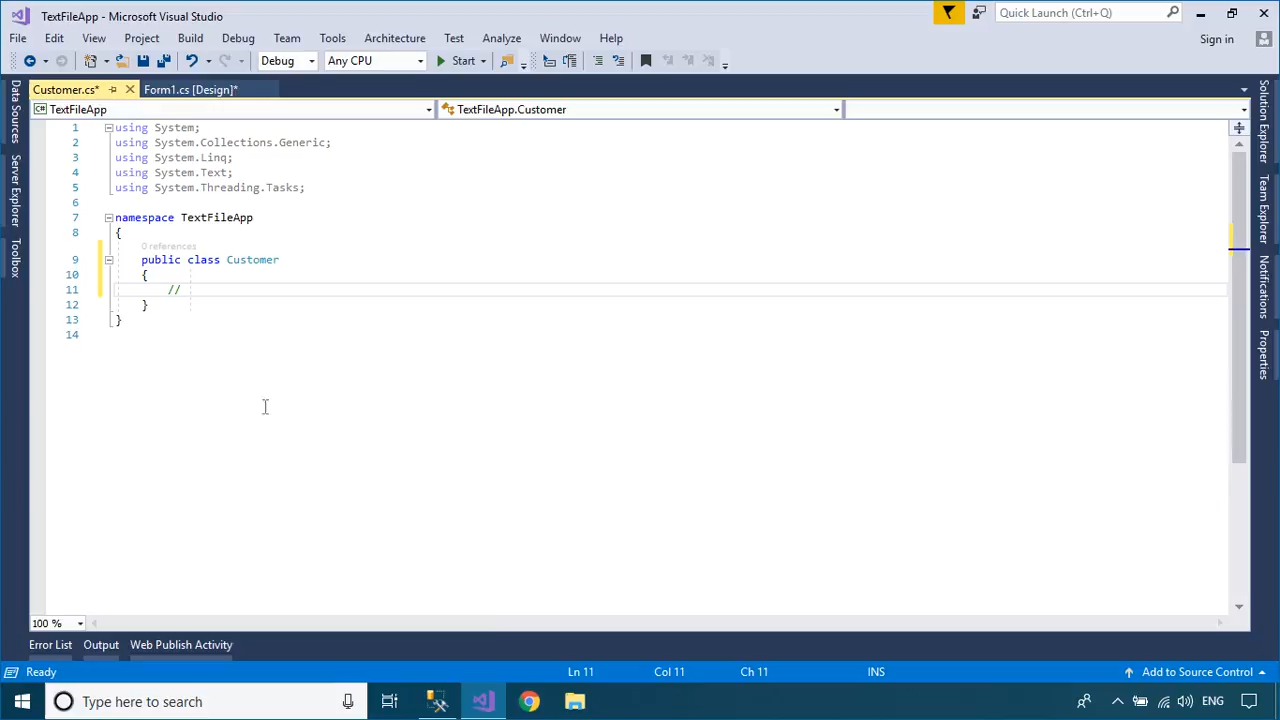 TextFileApp - Microsoft Visual Studio
Quick Launch (Ctrl+Q)
File Edit View Project Build Debug Team Tools Architecture Test Analyze Window Help
Sign in
Debug Any CPU Start
Customer.cs* Form1.cs [Design]*
TextFileApp TextFileApp.Customer
Data Sources
Server Explorer
Toolbox
1 using System;
2 using System.Collections.Generic;
3 using System.Linq;
4 using System.Text;
5 using System.Threading.Tasks;
6
7 namespace TextFileApp
8 {
0 references
9 public class Customer
10 {
11 //
12 }
13 }
14
Solution Explorer
Team Explorer
Notifications
Properties
100 %
Error List Output Web Publish Activity
Ready Ln 11 Col 11 Ch 11 INS Add to Source Control
Type here to search ENG